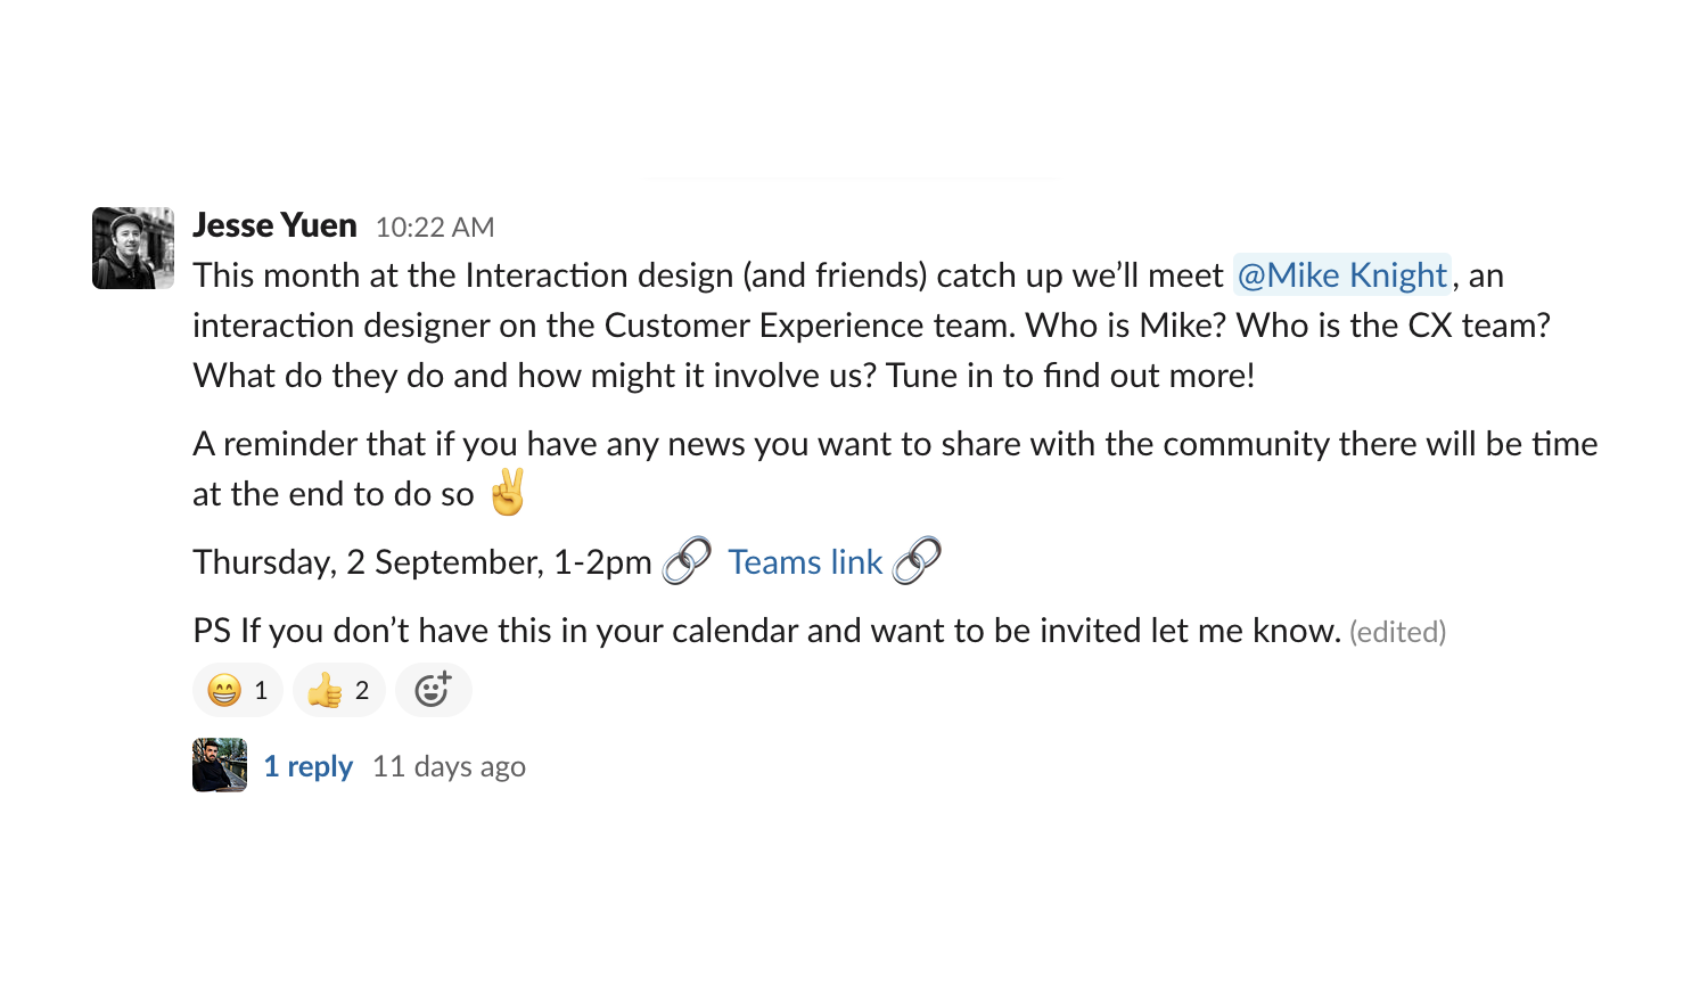 Jesse Yuen 10:22 AM
This month at the Interaction design (and friends) catch up we’ll meet @Mike Knight, an
interaction designer on the Customer Experience team. Who is Mike? Who is the CX team?
What do they do and how might it involve us? Tune in to find out more!
A reminder that if you have any news you want to share with the community there will be time
at the end to do so ✌️
Thursday, 2 September, 1-2pm 🔗 Teams link 🔗
PS If you don’t have this in your calendar and want to be invited let me know. (edited)
😁 1 👍 2
1 reply 11 days ago